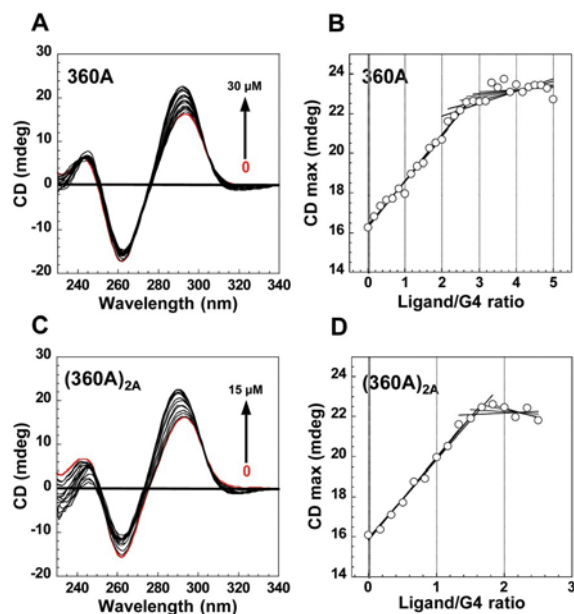 A
360A
30 µM
0
CD (mdeg)
30
20
10
0
-10
-20
240 260 280 300 320 340
Wavelength (nm)
B
360A
CD max (mdeg)
24
22
20
18
16
14
0 1 2 3 4 5
Ligand/G4 ratio
C
(360A)2A
15 µM
0
CD (mdeg)
30
20
10
0
-10
-20
240 260 280 300 320 340
Wavelength (nm)
D
(360A)2A
CD max (mdeg)
24
22
20
18
16
14
0 1 2 3
Ligand/G4 ratio